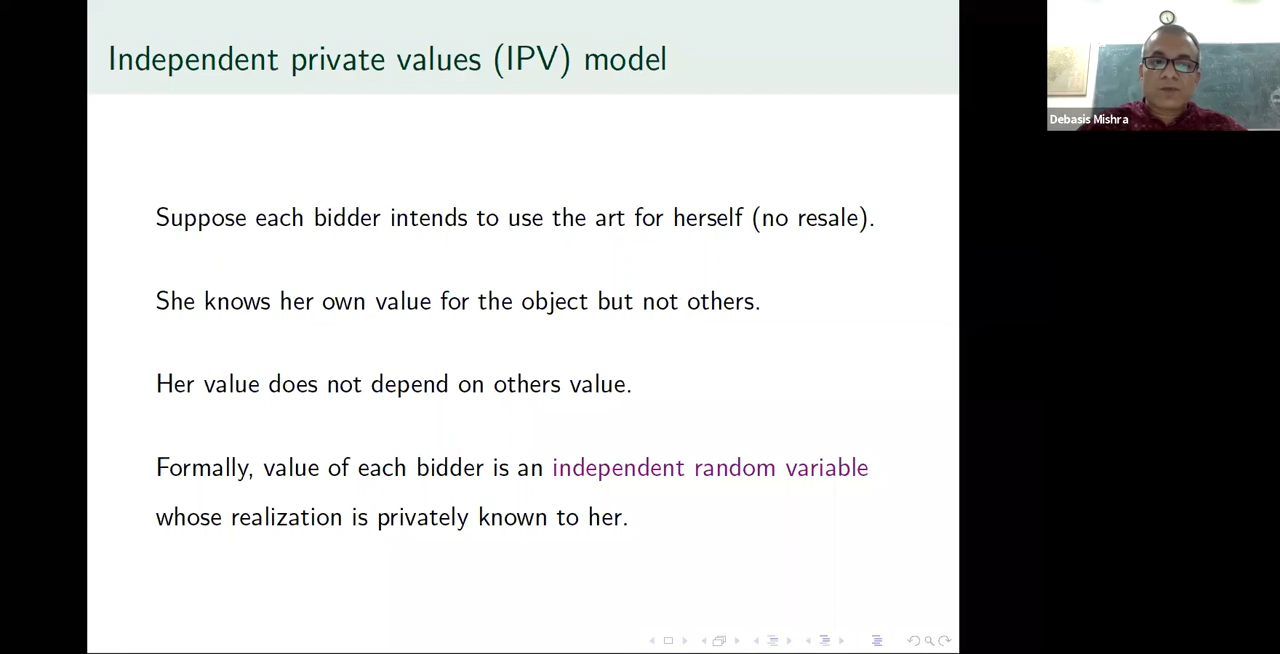 Independent private values (IPV) model
Debasis Mishra
Suppose each bidder intends to use the art for herself (no resale).
She knows her own value for the object but not others.
Her value does not depend on others value.
Formally, value of each bidder is an independent random variable
whose realization is privately known to her.